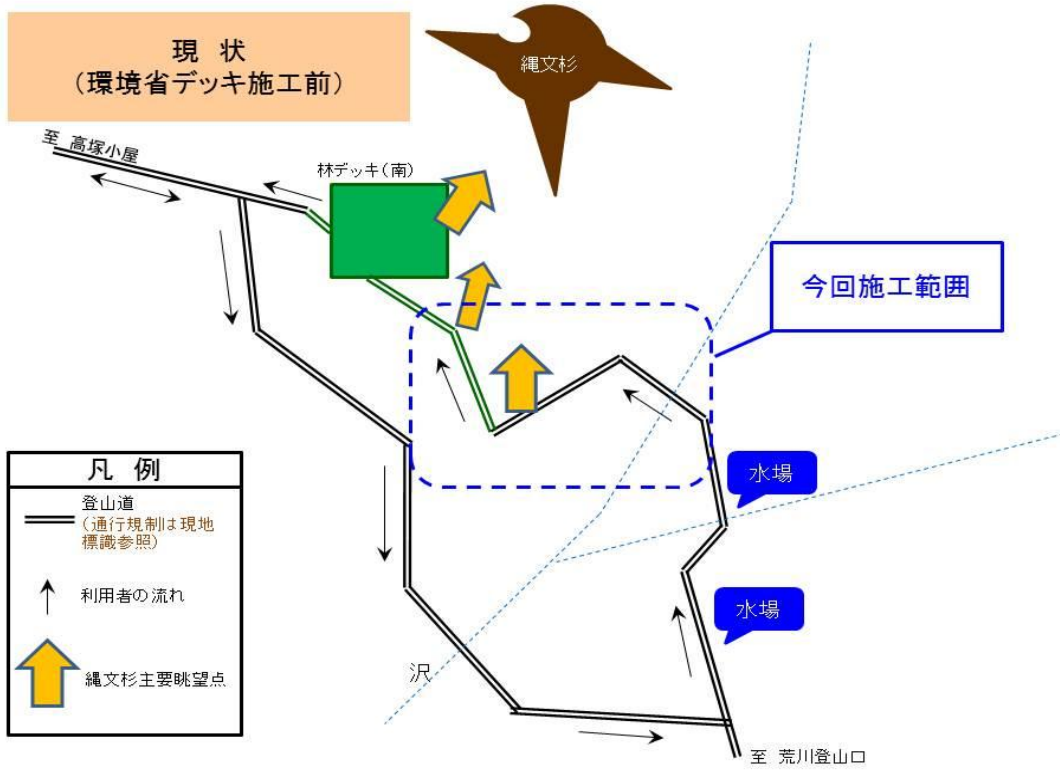 現 状
（環境省デッキ施工前）
縄文杉
至 高塚小屋
林デッキ（南）
今回施工範囲
水場
水場
沢
至 荒川登山口
凡 例
登山道
（通行規制は現地
標識参照）
利用者の流れ
縄文杉主要眺望点